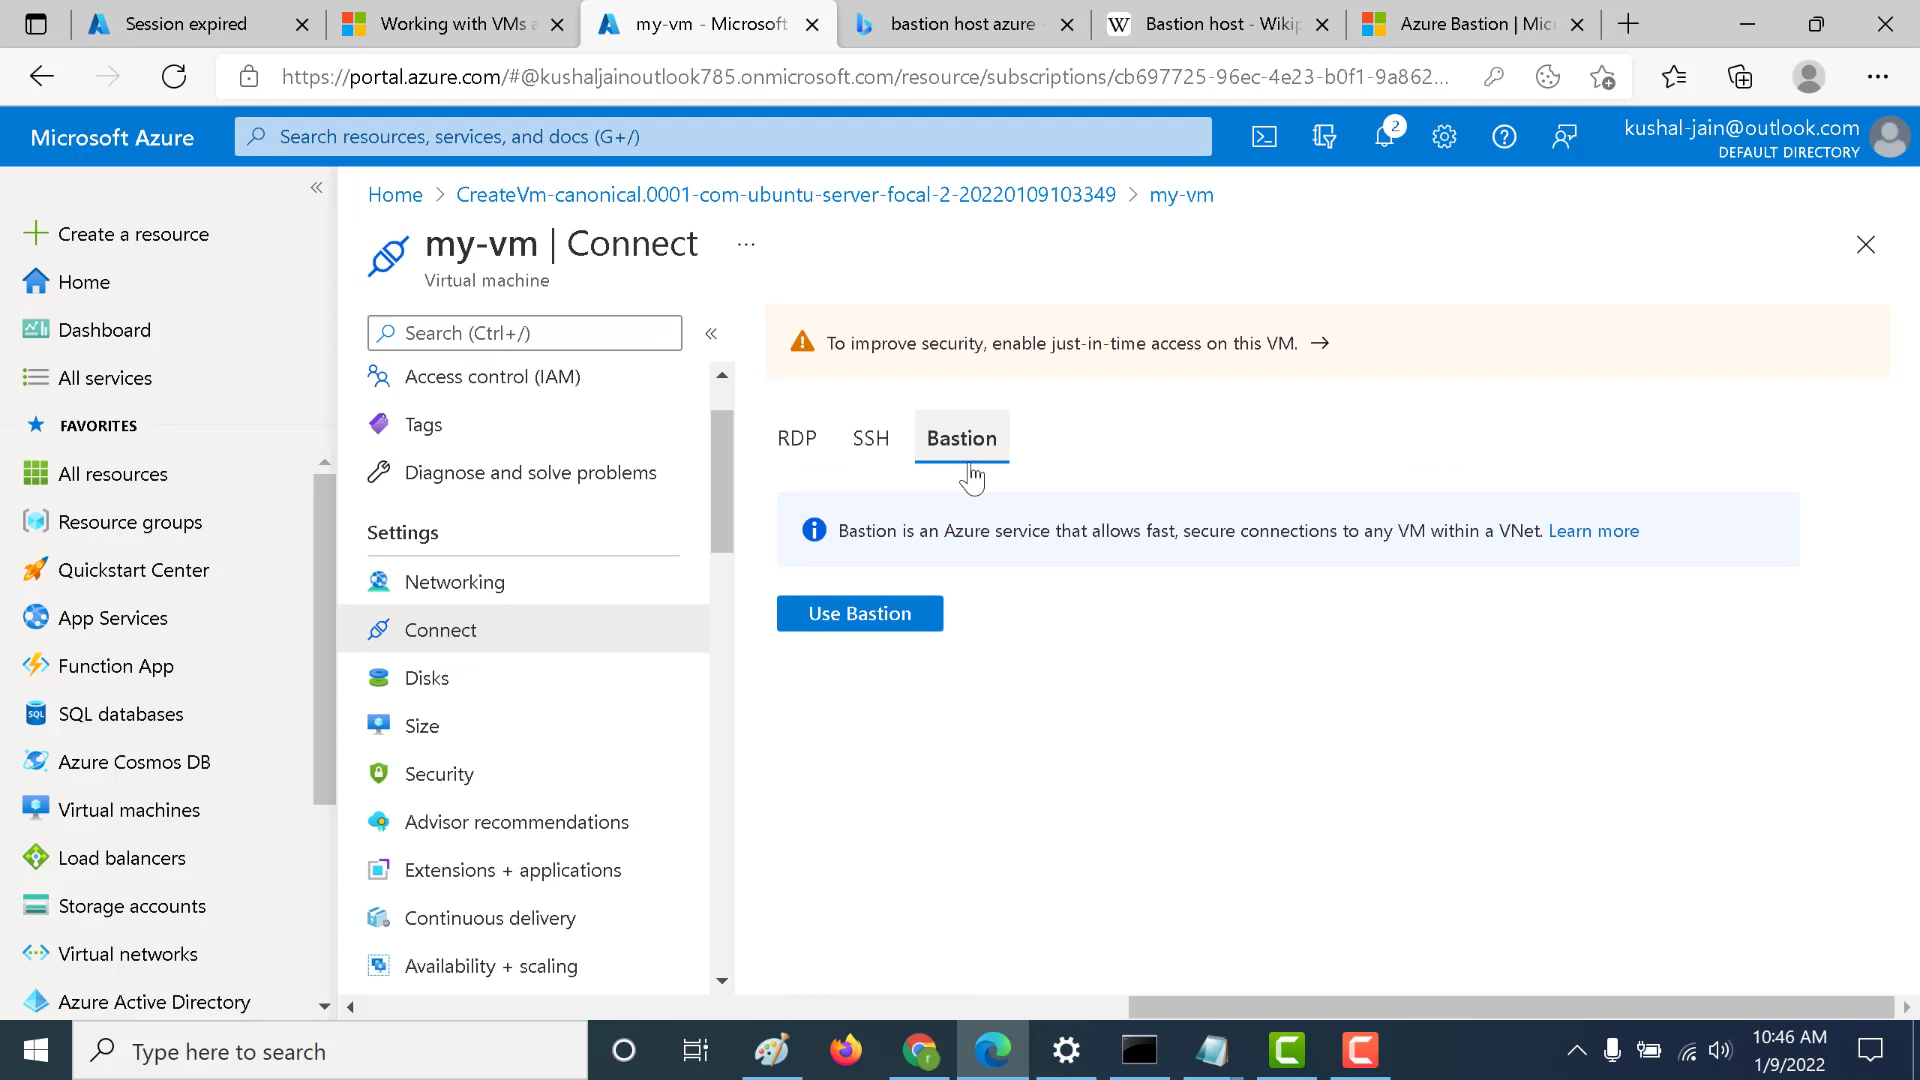 Session expired
Working with VMs a
my-vm - Microsoft
bastion host azure -
Bastion host - Wikip
Azure Bastion | Mic
https://portal.azure.com/#@kushaljainoutlook785.onmicrosoft.com/resource/subscriptions/cb697725-96ec-4e23-b0f1-9a862...
Microsoft Azure
Search resources, services, and docs (G+/)
2
kushal-jain@outlook.com
DEFAULT DIRECTORY
Create a resource
Home
Dashboard
All services
FAVORITES
All resources
Resource groups
Quickstart Center
App Services
Function App
SQL databases
Azure Cosmos DB
Virtual machines
Load balancers
Storage accounts
Virtual networks
Azure Active Directory
Home > CreateVm-canonical.0001-com-ubuntu-server-focal-2-20220109103349 > my-vm
my-vm | Connect ...
Virtual machine
Search (Ctrl+/)
Access control (IAM)
Tags
Diagnose and solve problems
Settings
Networking
Connect
Disks
Size
Security
Advisor recommendations
Extensions + applications
Continuous delivery
Availability + scaling
To improve security, enable just-in-time access on this VM. →
RDP SSH Bastion
Bastion is an Azure service that allows fast, secure connections to any VM within a VNet. Learn more
Use Bastion
Type here to search
10:46 AM
1/9/2022